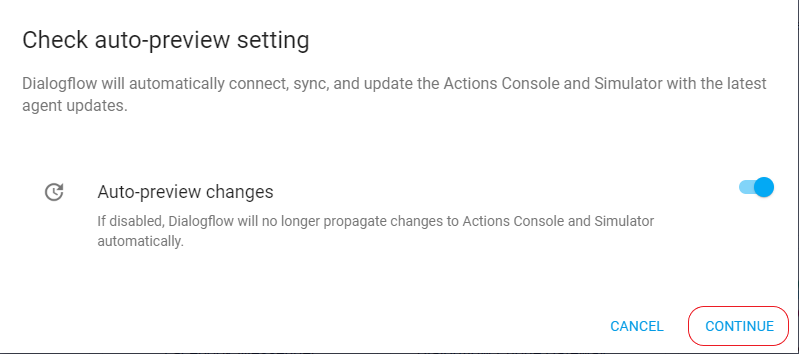 Check auto-preview setting
Dialogflow will automatically connect, sync, and update the Actions Console and Simulator with the latest
agent updates.
Auto-preview changes
If disabled, Dialogflow will no longer propagate changes to Actions Console and Simulator
automatically.
CANCEL CONTINUE